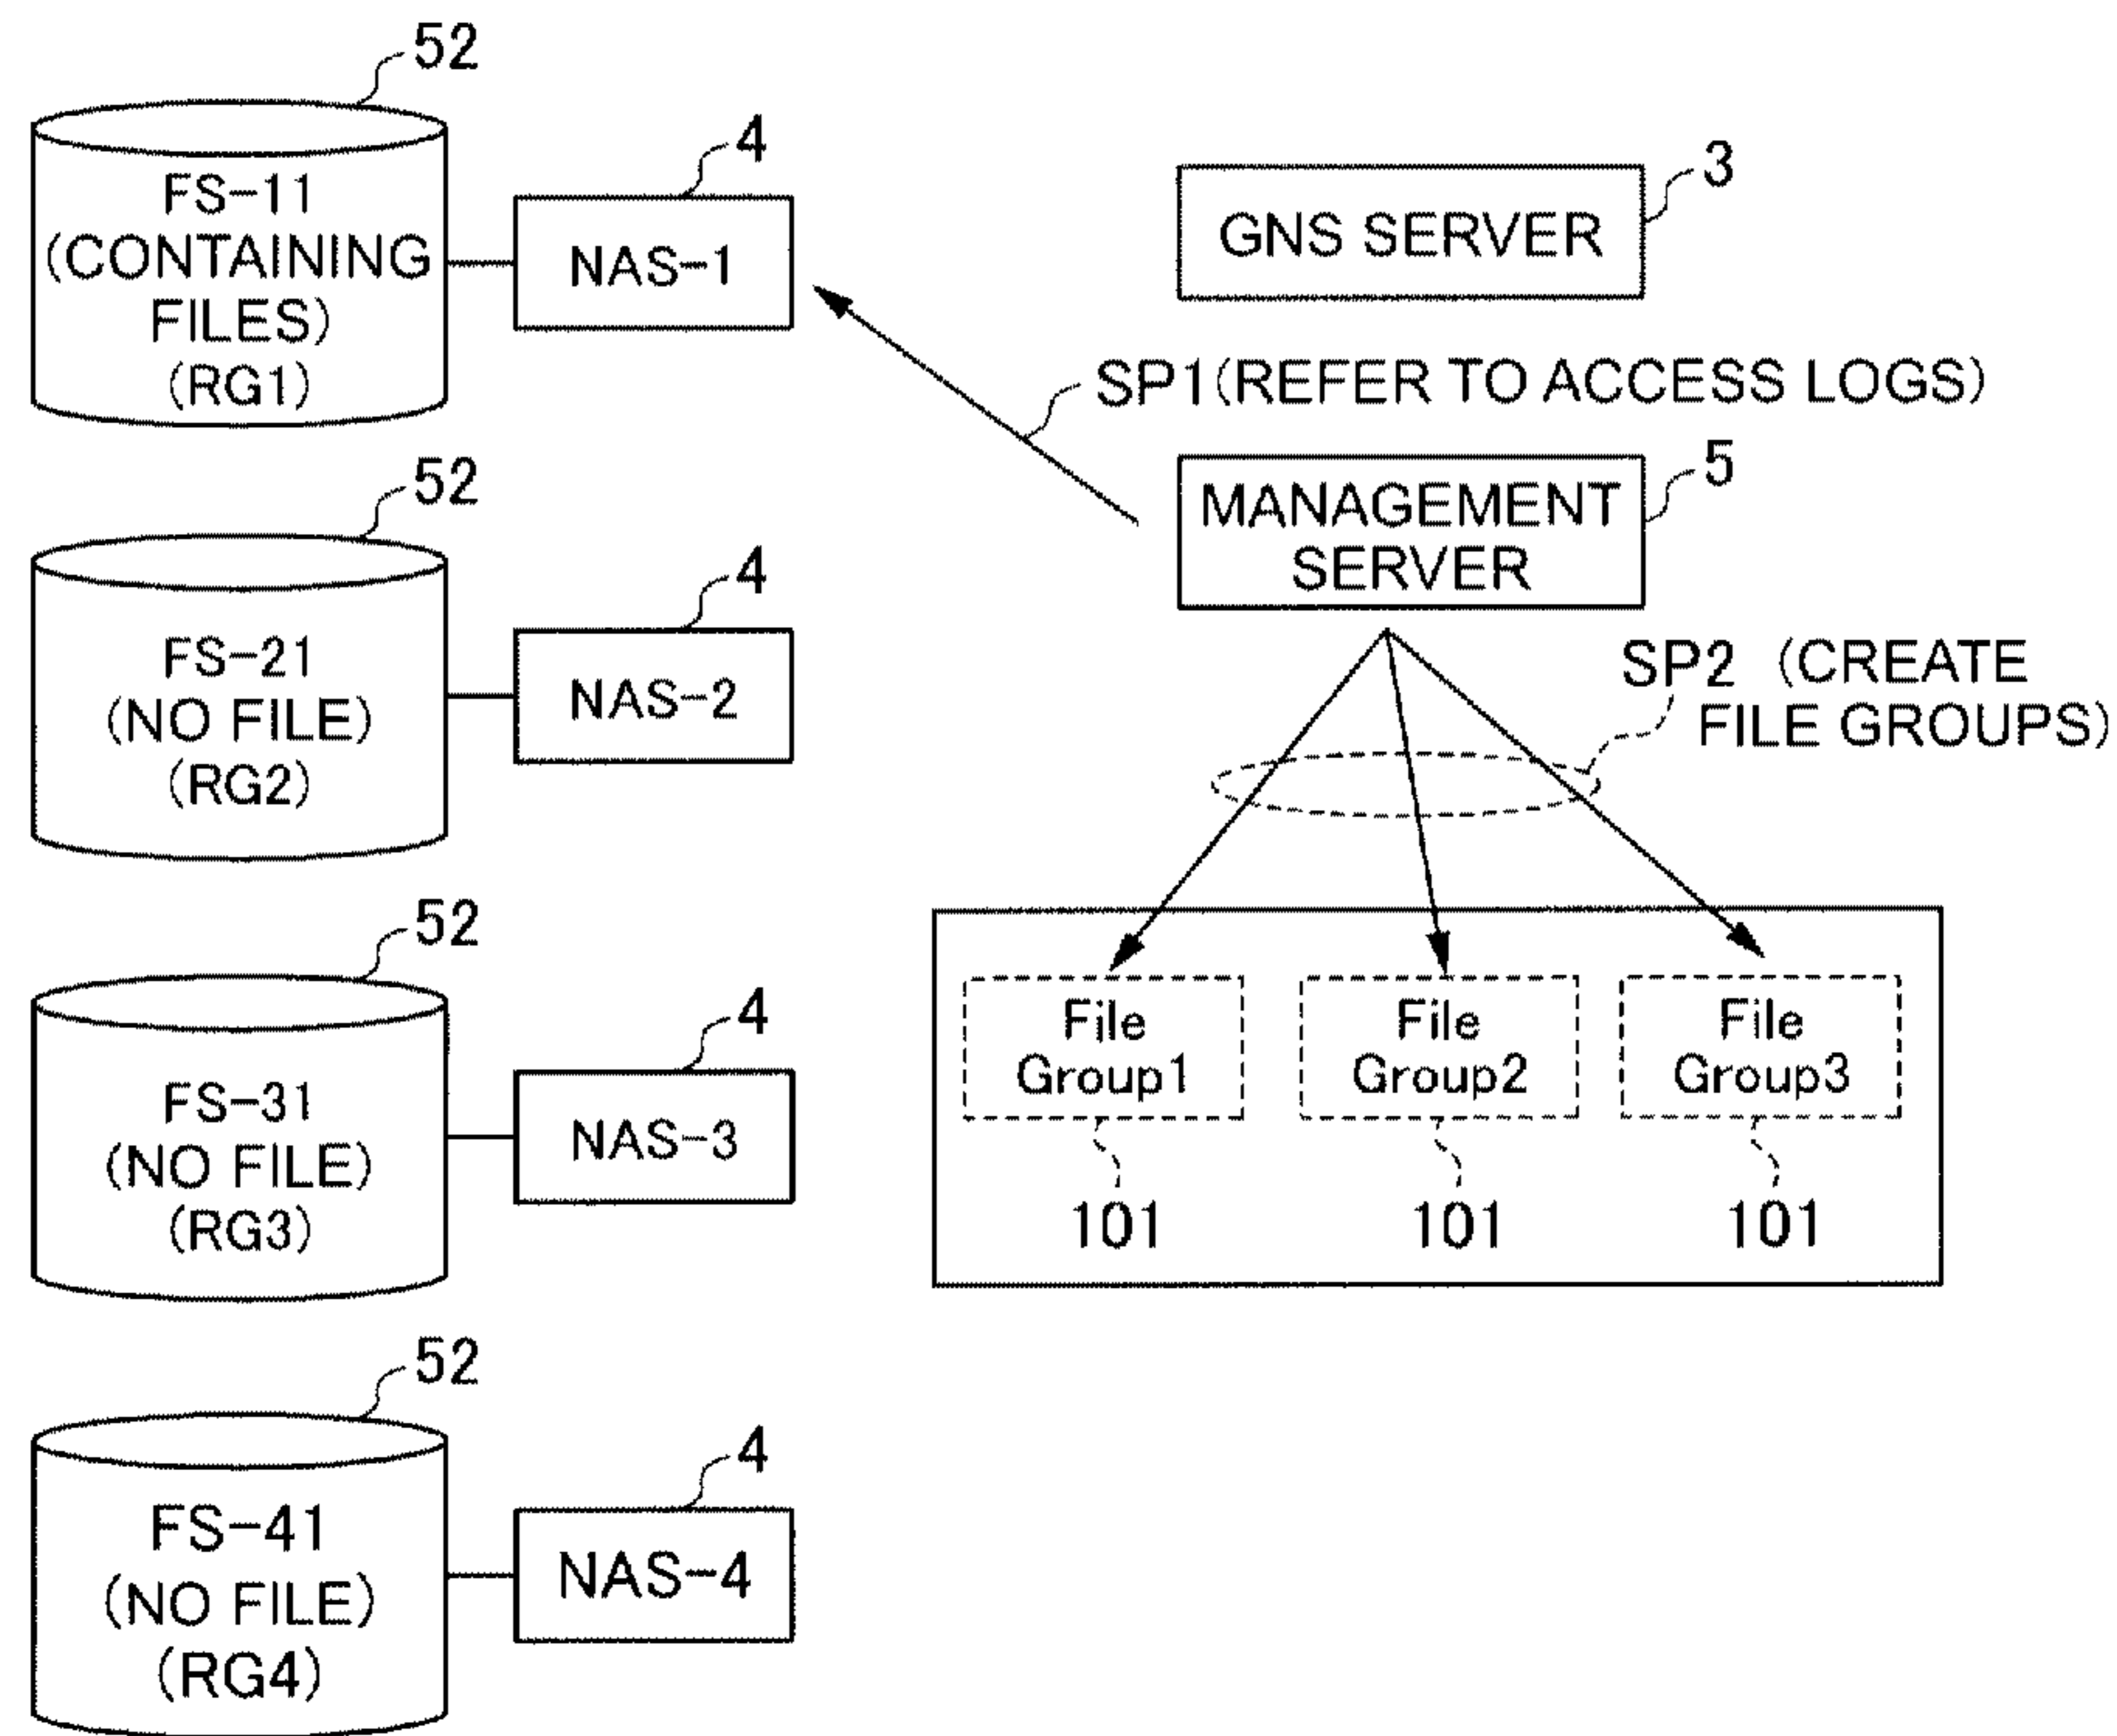 52
FS-11
(CONTAINING
FILES)
(RG1)
4
NAS-1
3
GNS SERVER
SP1(REFER TO ACCESS LOGS)
5
MANAGEMENT
SERVER
52
FS-21
(NO FILE)
(RG2)
4
NAS-2
SP2 (CREATE
FILE GROUPS)
52
FS-31
(NO FILE)
(RG3)
4
NAS-3
File
Group1
File
Group2
File
Group3
101
101
101
52
FS-41
(NO FILE)
(RG4)
4
NAS-4